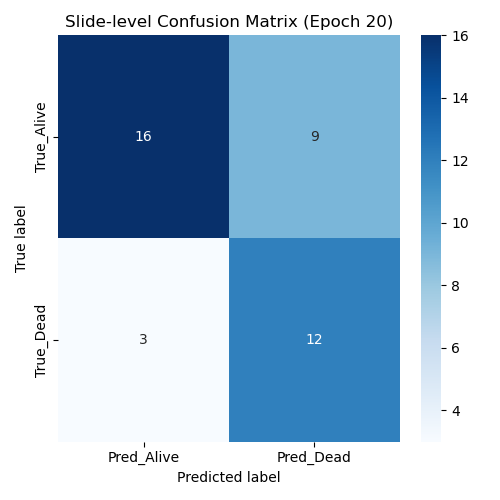 Slide-level Confusion Matrix (Epoch 20)
True label
True_Alive
True_Dead
16
9
3
12
Pred_Alive
Pred_Dead
Predicted label
16
14
12
10
8
6
4